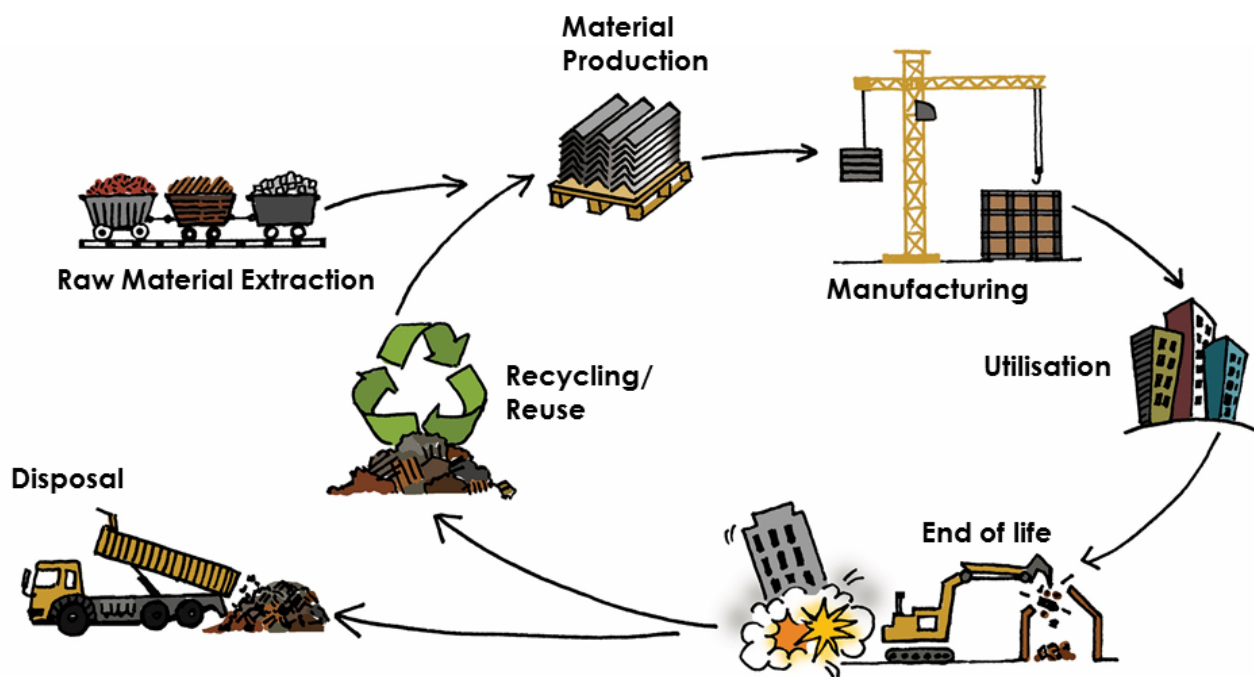 Material
Production
Raw Material Extraction
Manufacturing
Utilisation
Recycling/
Reuse
Disposal
End of life